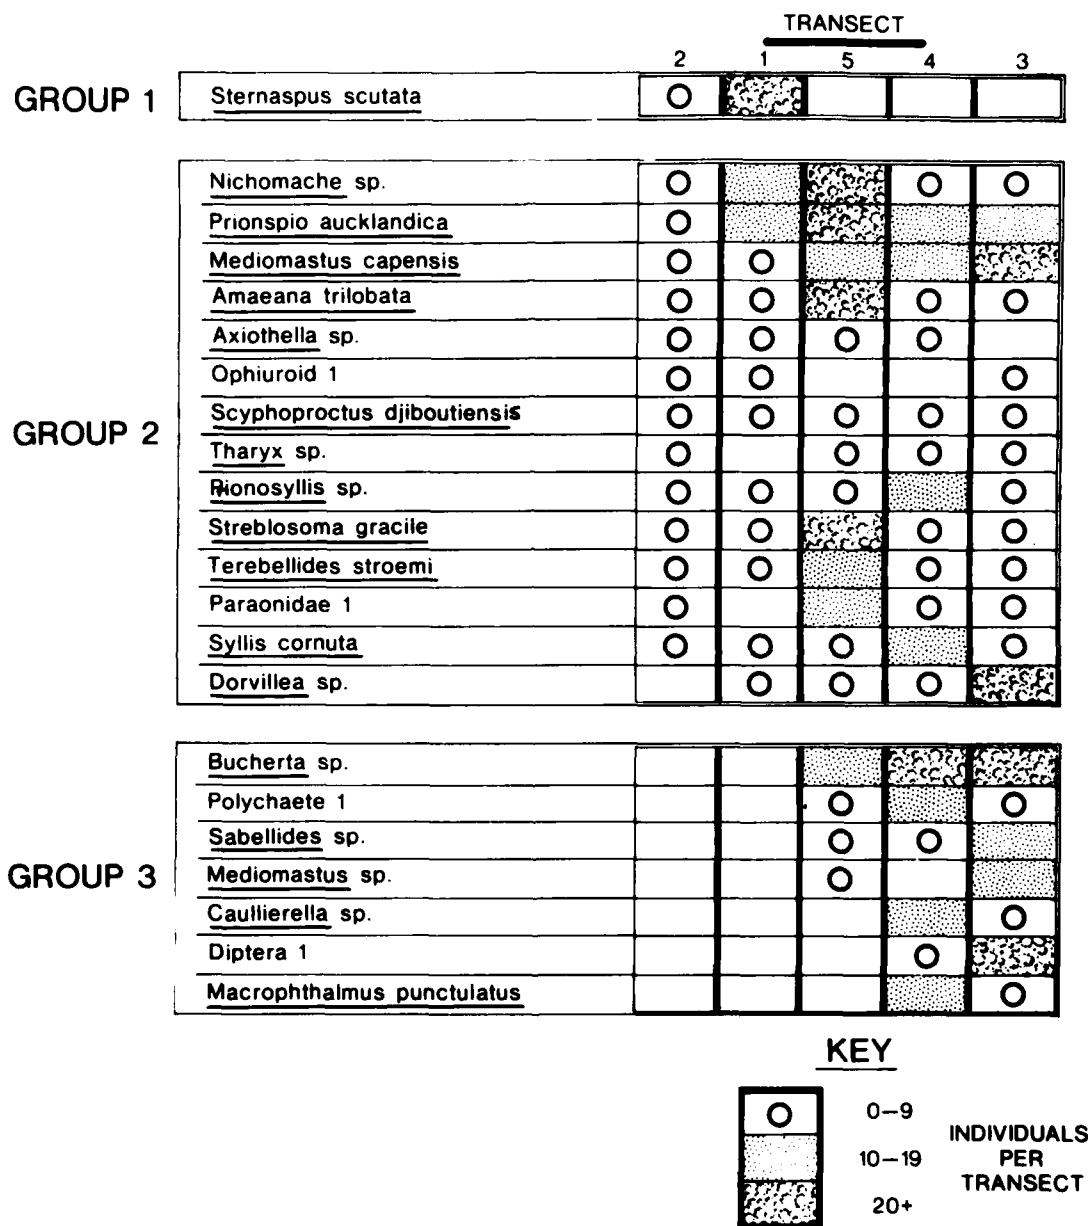 TRANSECT
2 1 5 4 3
GROUP 1
Sternaspus scutata
GROUP 2
Nichomache sp.
Prionspio aucklandica
Mediomastus capensis
Amaeana trilobata
Axiothella sp.
Ophiuroid 1
Scyphoproctus djiboutiensis
Tharyx sp.
Pionosyllis sp.
Streblosoma gracile
Terebellides stroemi
Paraonidae 1
Syllis cornuta
Dorvillea sp.
GROUP 3
Bucherta sp.
Polychaete 1
Sabellides sp.
Mediomastus sp.
Caullierella sp.
Diptera 1
Macrophthalmus punctulatus
KEY
0–9
10–19
20+
INDIVIDUALS
PER
TRANSECT